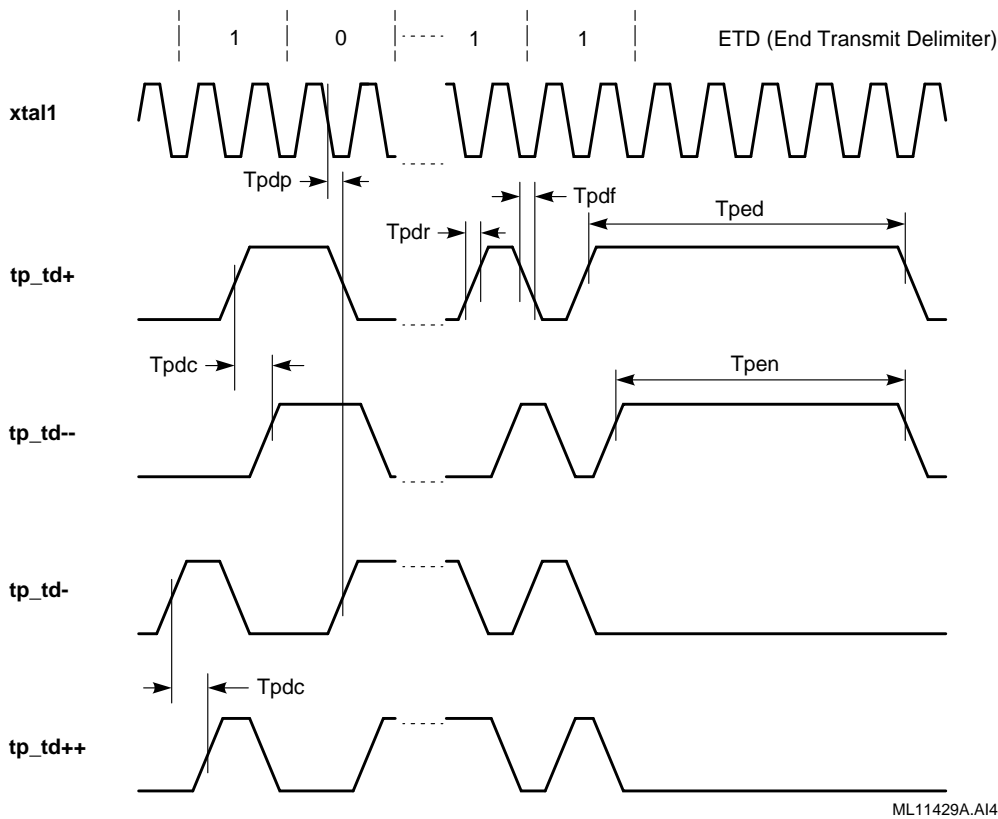 1 0 1 1 ETD (End Transmit Delimiter)
xtal1
Tpdp
Tpdf
Tpdr
Tped
tp_td+
Tpdc
Tpen
tp_td--
tp_td-
Tpdc
tp_td++
ML11429A.AI4